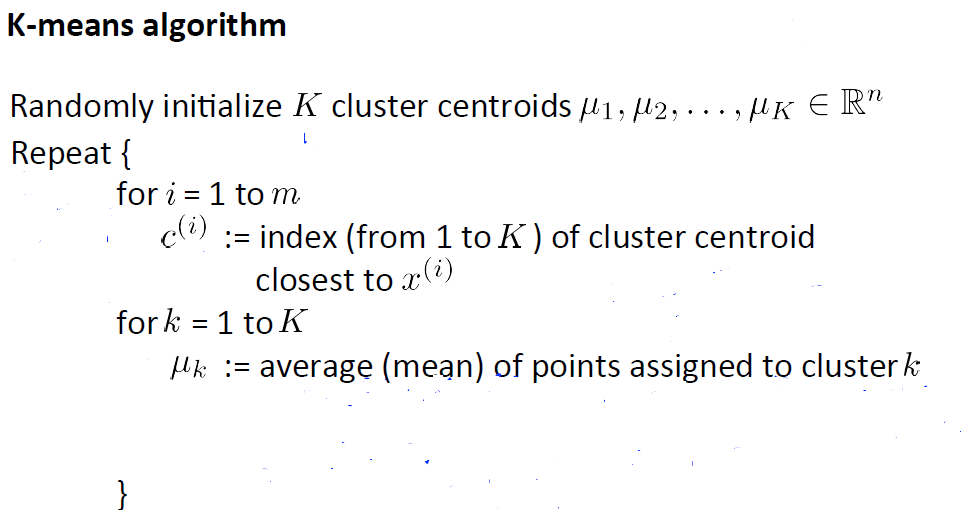 K-means algorithm
Randomly initialize K cluster centroids μ₁, μ₂, . . . , μ_K ∈ ℝⁿ
Repeat {
for i = 1 to m
c⁽ⁱ⁾ := index (from 1 to K ) of cluster centroid
closest to x⁽ⁱ⁾
for k = 1 to K
μₖ := average (mean) of points assigned to cluster k
}